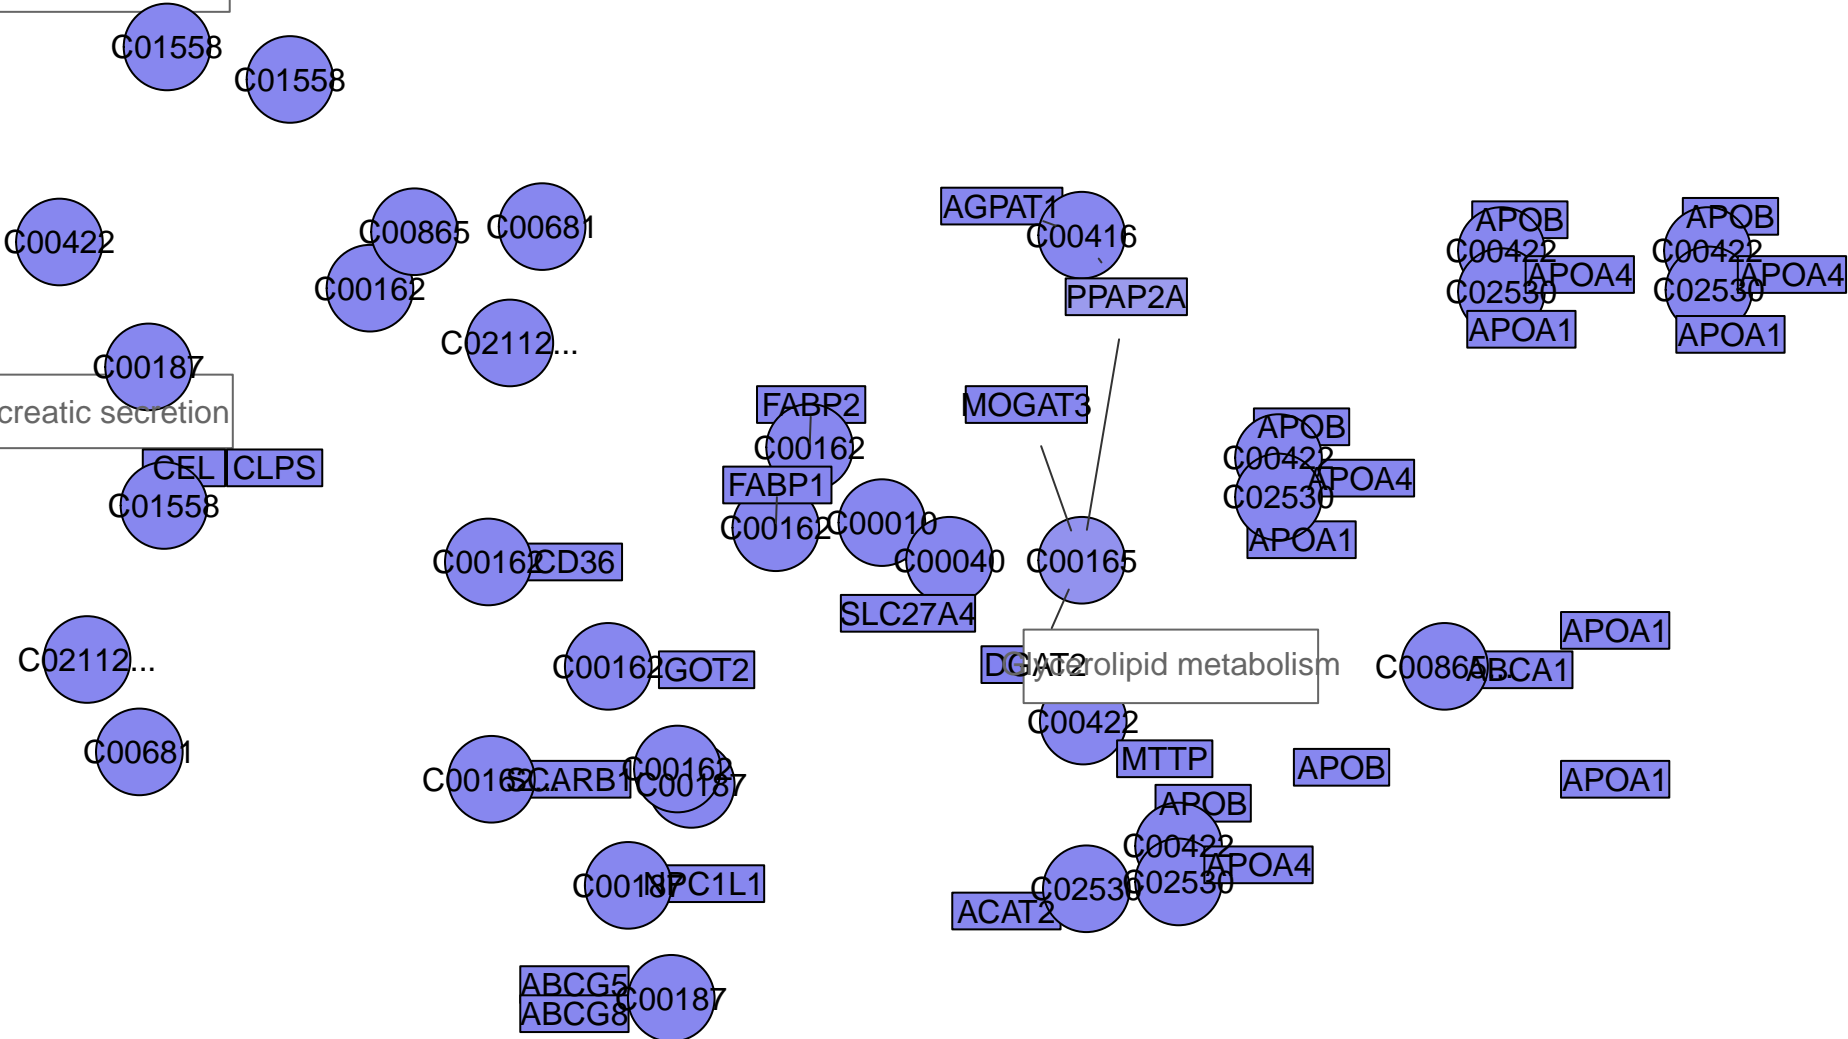 C01558
C01558
C00422
C00865
C00681
C00162
C02112...
C00187
creatic secretion
CEL
CLPS
C01558
AGPAT1
C00416
PPAP2A
APOB
C00422
APOA4
C02530
APOA1
APOB
C00422
APOA4
C02530
APOA1
FABP2
C00162
FABP1
C00162
C00010
C00040
SLC27A4
MOGAT3
C00165
APOB
C00422
APOA4
C02530
APOA1
C00162
CD36
C00162
GOT2
DGAT2
Glycerolipid metabolism
C00422
MTTP
C00865...
ABCA1
APOA1
APOB
APOA1
C02112...
C00681
C00162...
SCARB1
C00162
C00187
APOB
C00422
APOA4
C02530
C02530
ACAT2
C00187
NPC1L1
ABCG5
ABCG8
C00187